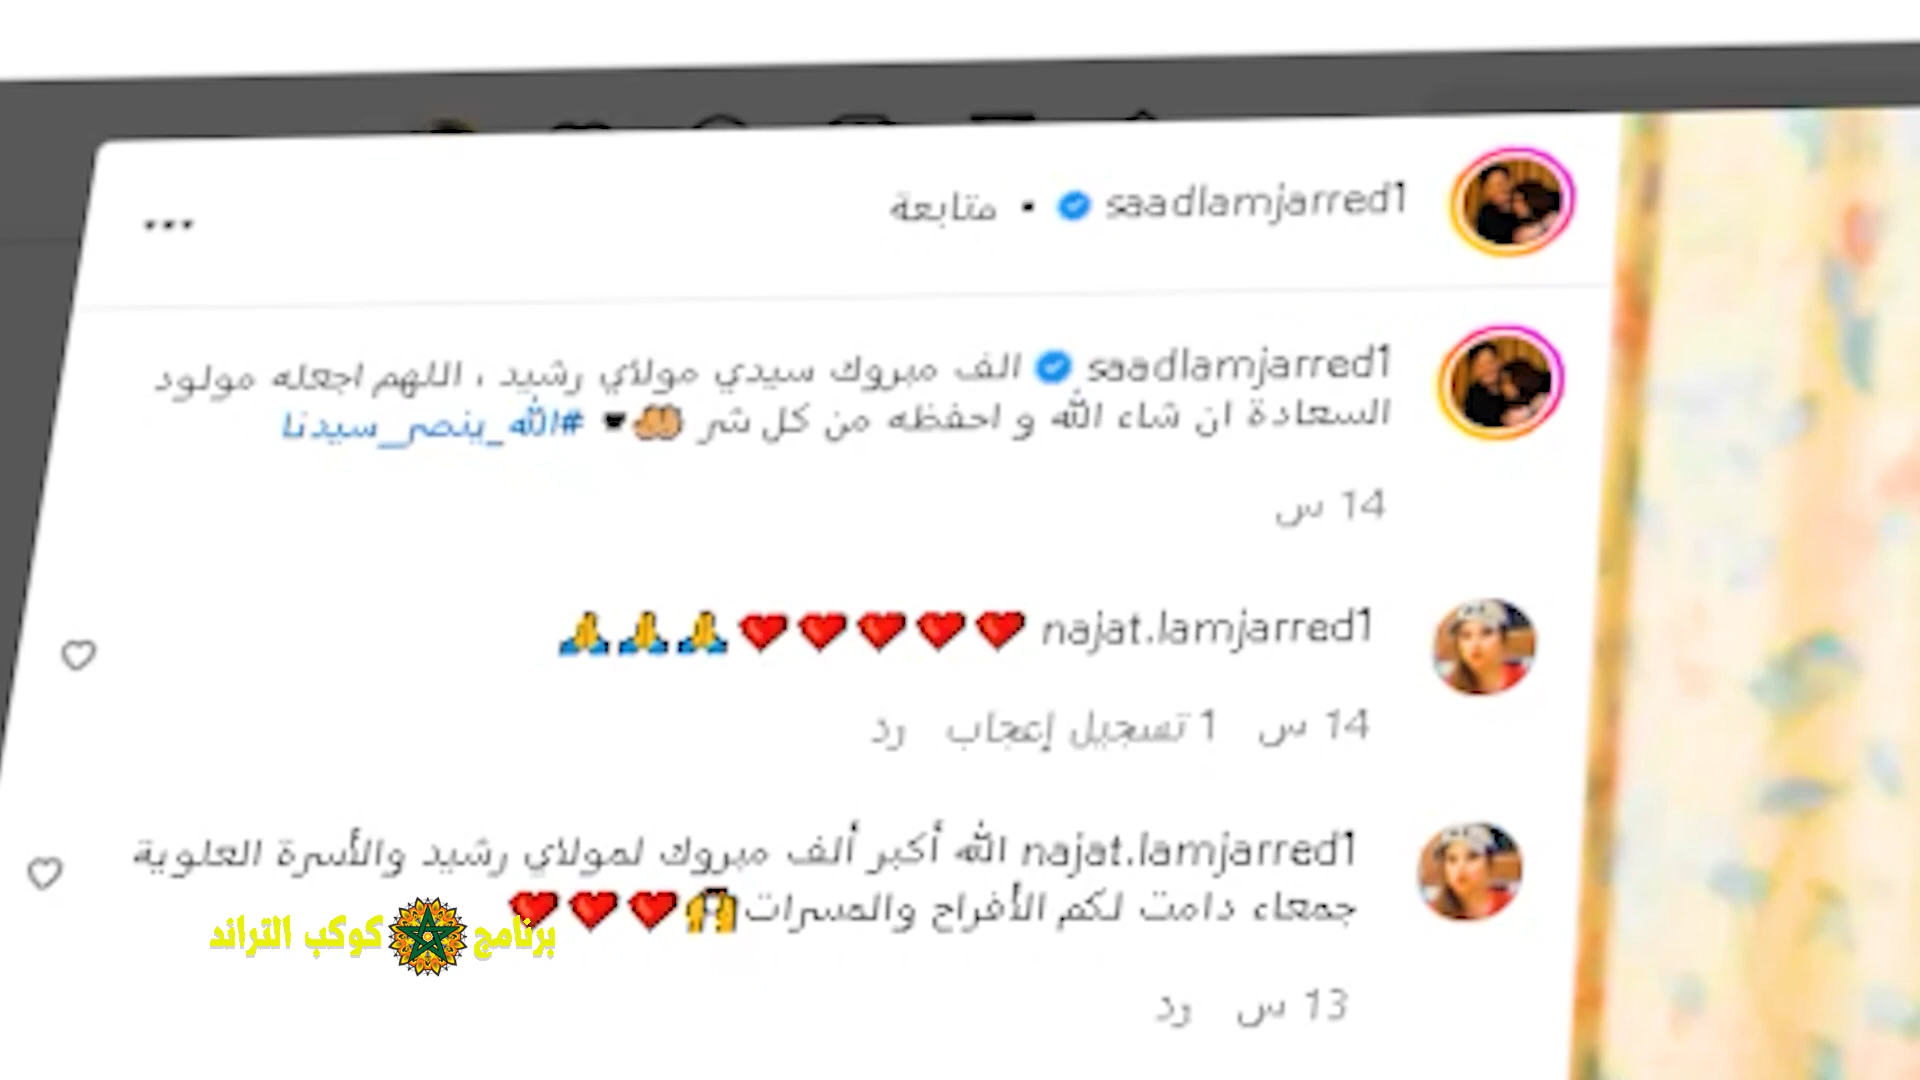 saadlamjarred1 • متابعة
saadlamjarred1 الف مبروك سيدي مولاي رشيد ، اللهم اجعله مولود
السعادة ان شاء الله و احفظه من كل شر 🤲🏼❤ #الله_ينصر_سيدنا
14 س
najat.lamjarred1 ❤❤❤❤❤🙏🙏🙏
14 س 1 تسجيل إعجاب رد
najat.lamjarred1 الله أكبر ألف مبروك لمولاي رشيد والأسرة العلوية
جمعاء دامت لكم الأفراح والمسرات🙌❤❤❤
13 س رد
برنامج كوكب التراند